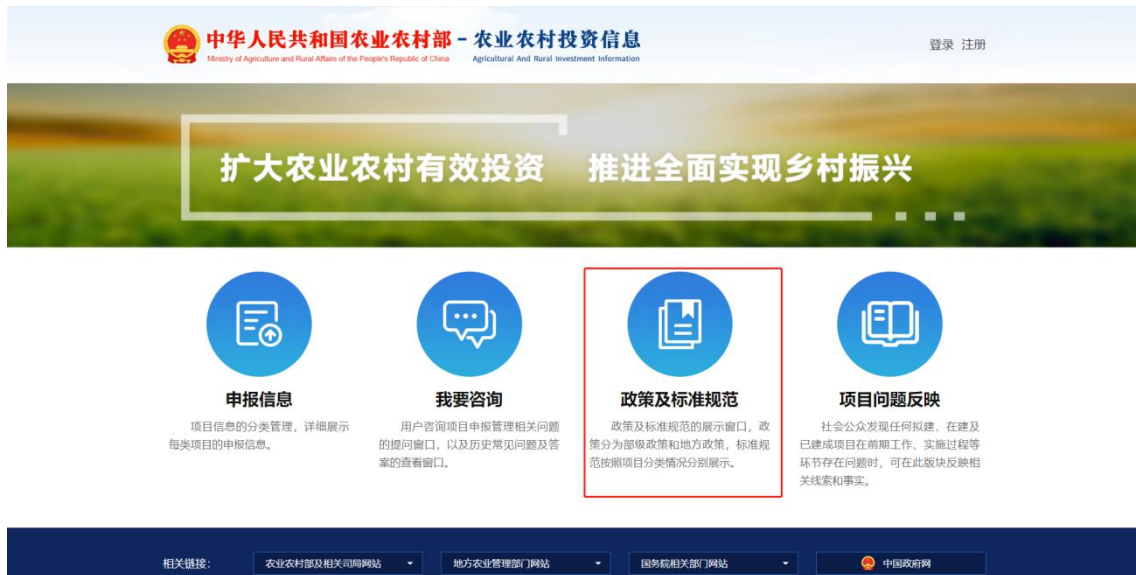 中华人民共和国农业农村部 - 农业农村投资信息
Ministry of Agriculture and Rural Affairs of the People's Republic of China Agricultural And Rural Investment Information
登录 注册
扩大农业农村有效投资 推进全面实现乡村振兴
申报信息
项目信息的分类管理，详细展示
每类项目的申报信息。
我要咨询
用户咨询项目申报管理相关问题
的提问窗口，以及历史常见问题及答
案的查看窗口。
政策及标准规范
政策及标准规范的展示窗口，政
策分为部级政策和地方政策，标准规
范按照项目分类情况分别展示。
项目问题反映
社会公众发现任何拟建、在建及
已建成项目在前期工作、实施过程等
环节存在问题时，可在此版块反映相
关线索和事实。
相关链接： 农业农村部及相关司局网站 地方农业管理部门网站 国务院相关部门网站 中国政府网